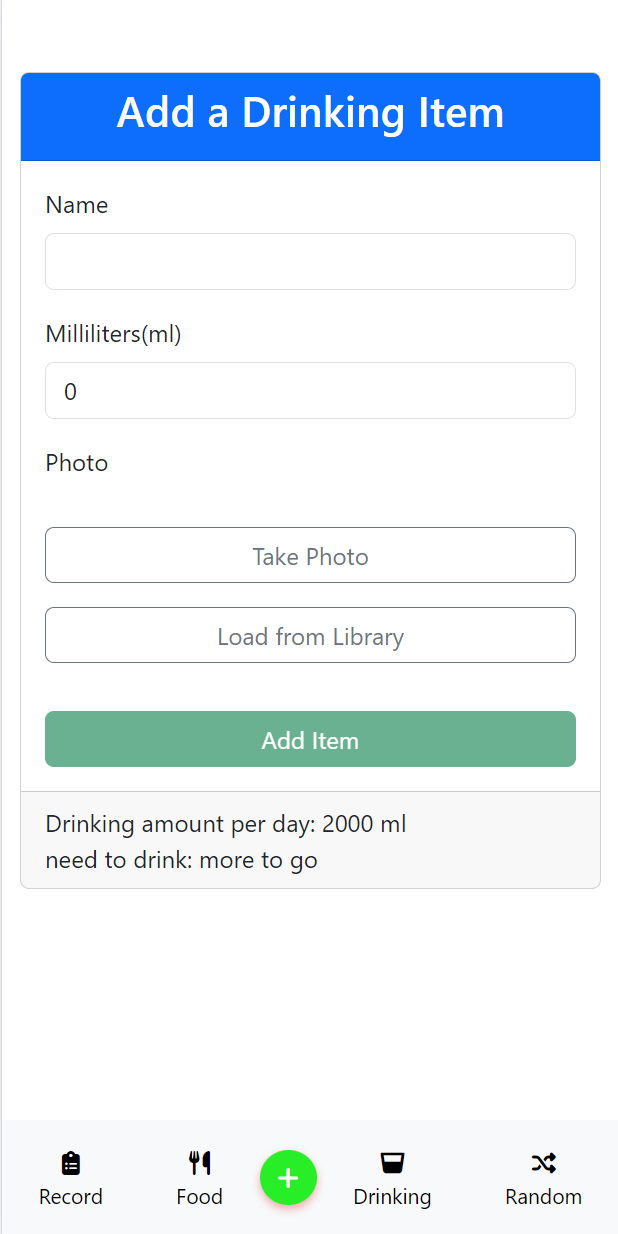 Add a Drinking Item
Name
Milliliters(ml)
0
Photo
Take Photo
Load from Library
Add Item
Drinking amount per day: 2000 ml
need to drink: more to go
Record
Food
Drinking
Random